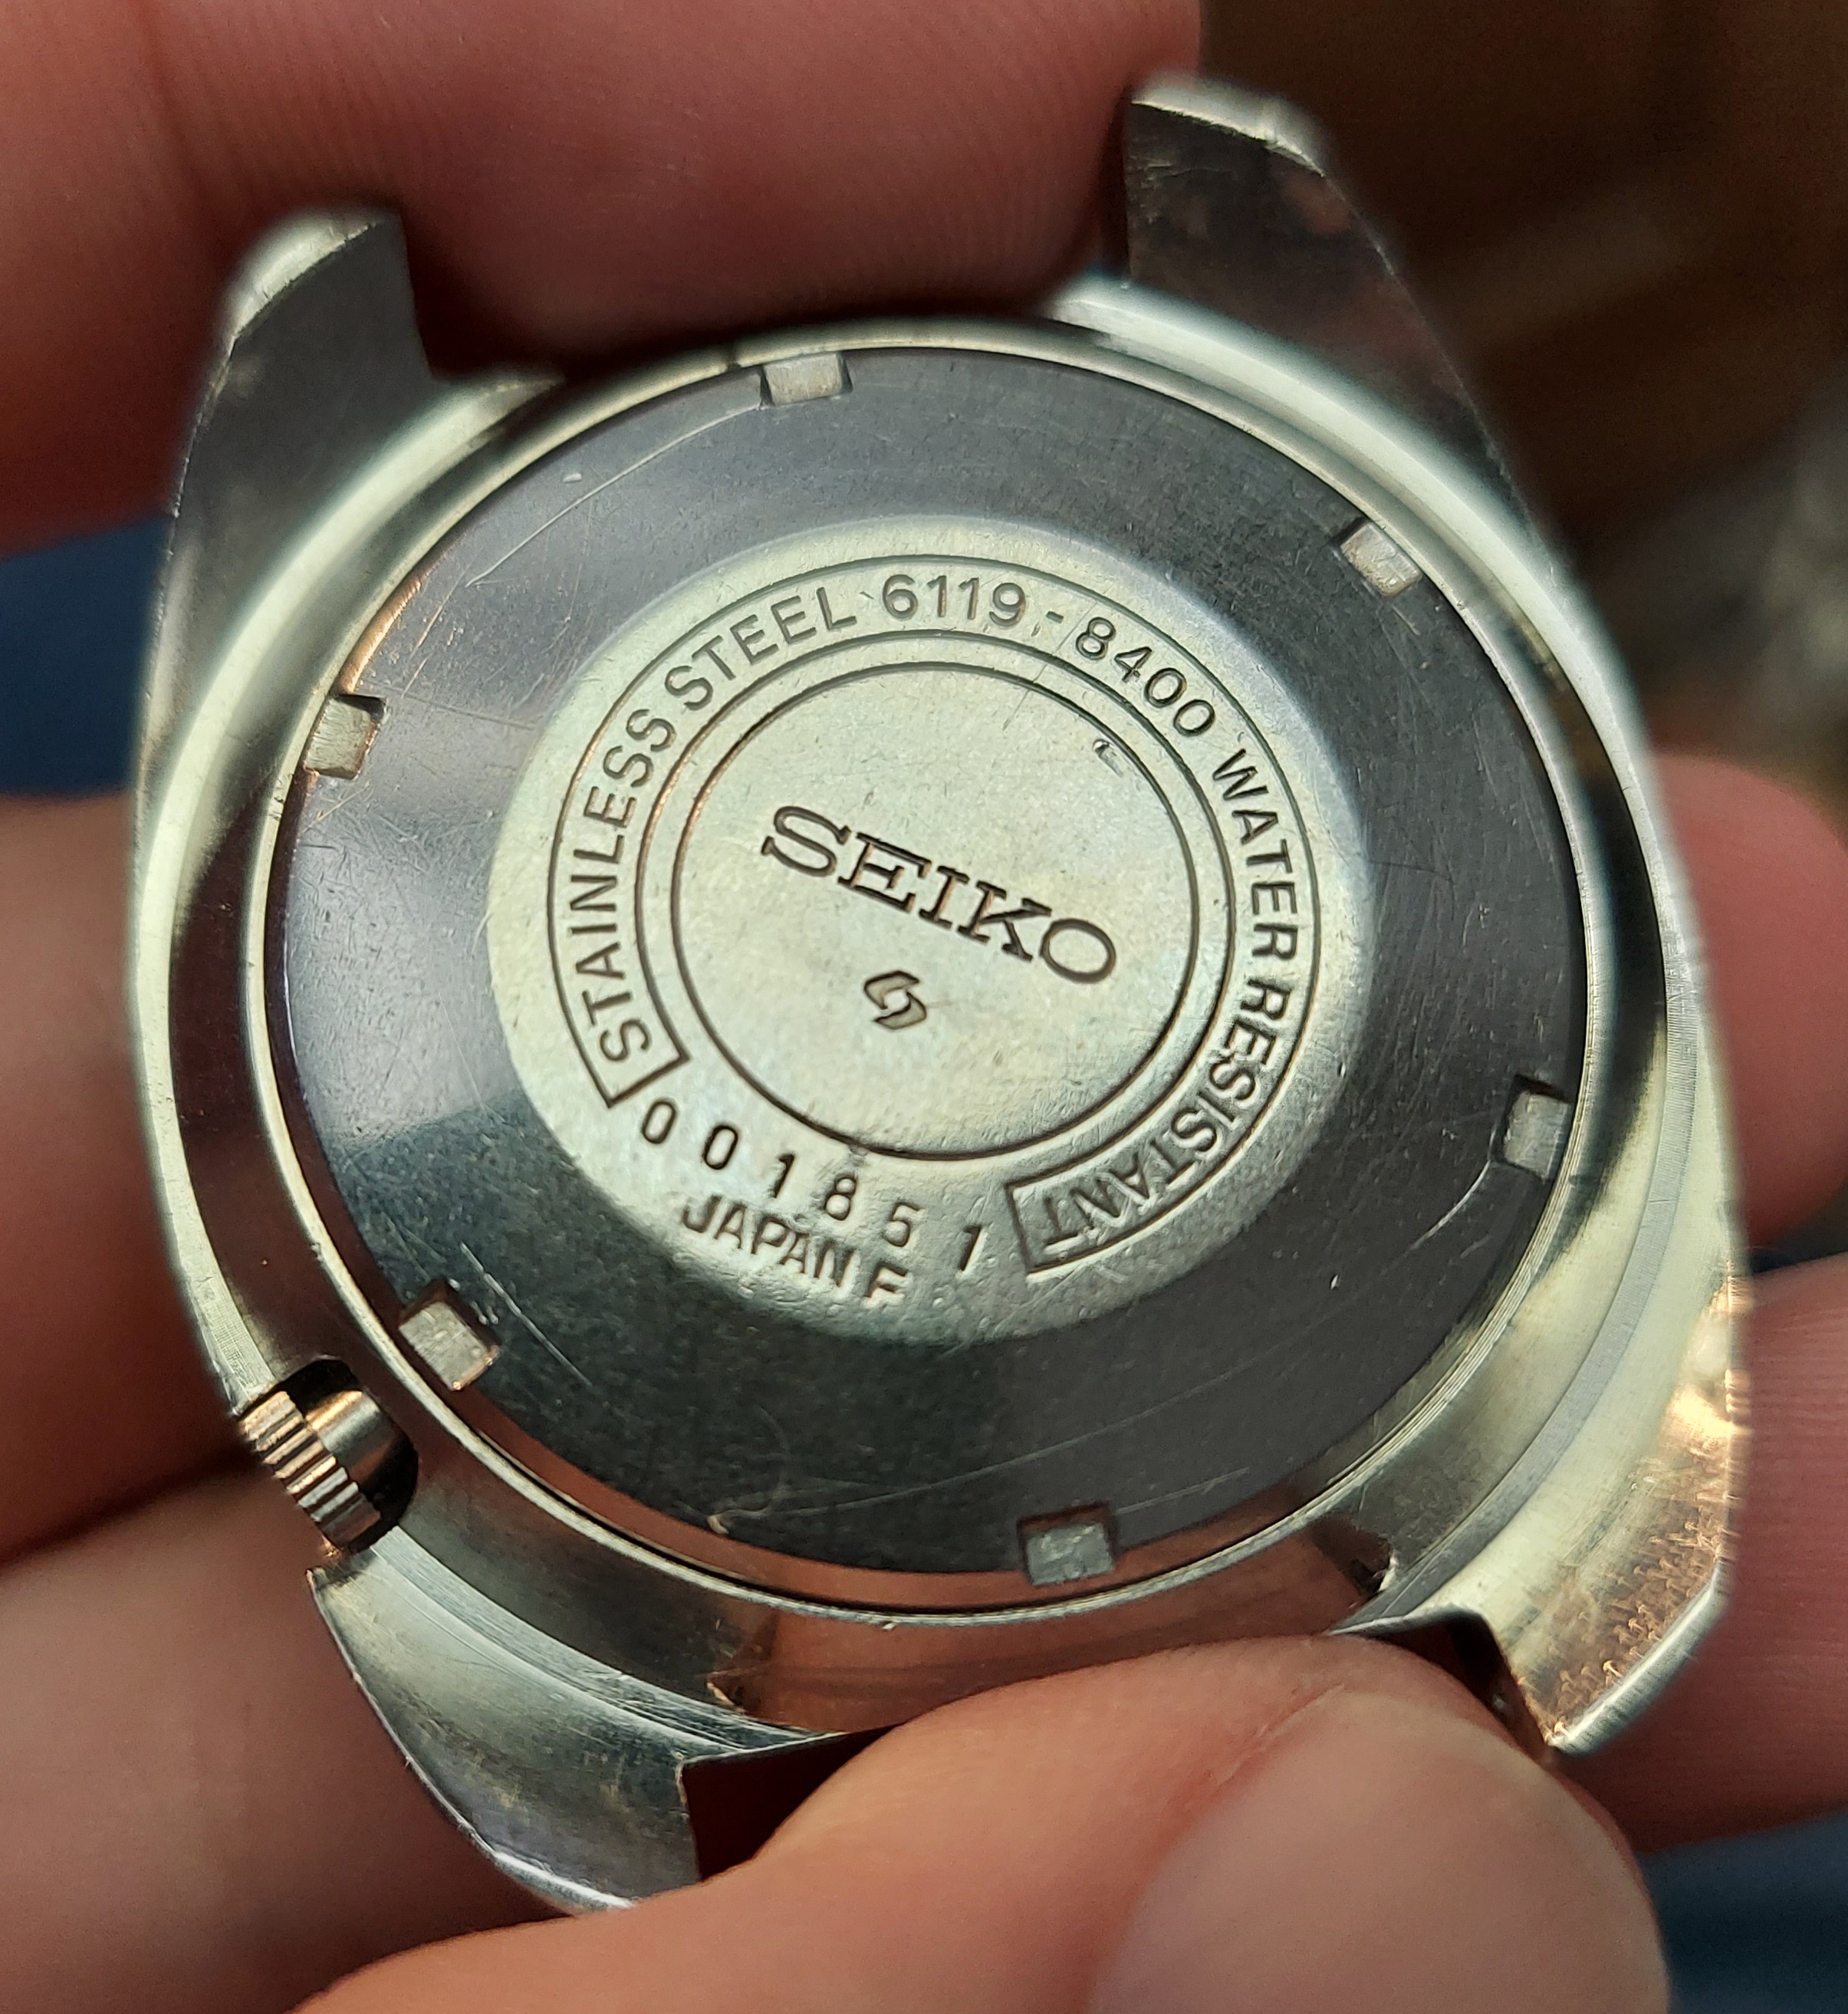 STAINLESS STEEL 6119-8400 WATER RESISTANT
SEIKO
001851
JAPAN F